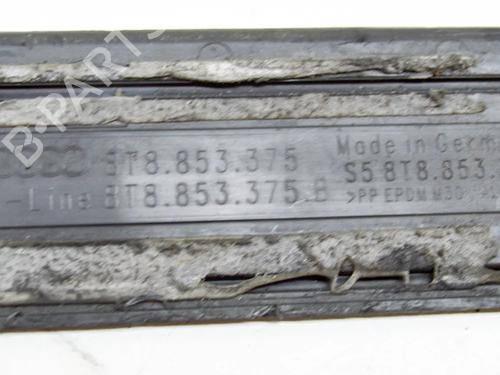 B-PARTS
8T8.853.375 Made in Germ
-Line 8T8.853.375.B S5 8T8.853.
>PP EPDM M30